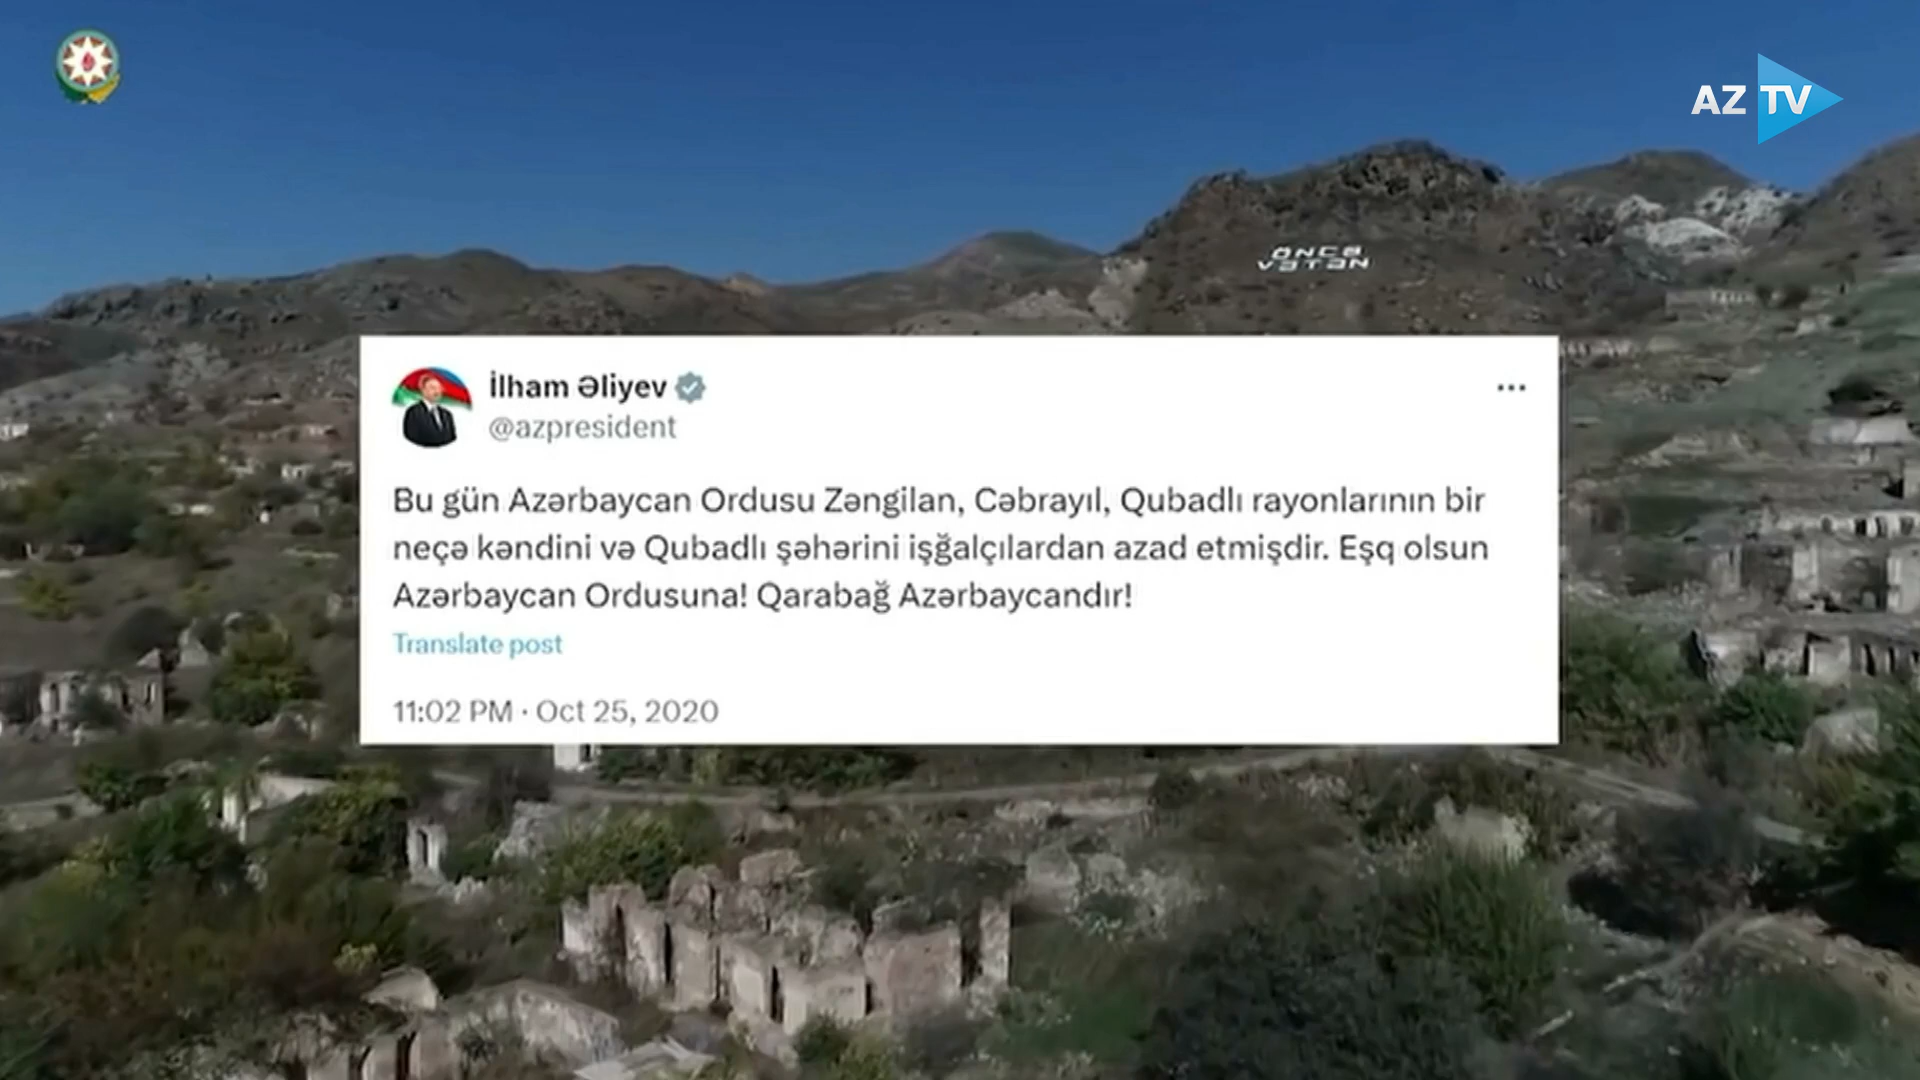 AZ TV
ÖNCƏ
VƏTƏN
İlham Əliyev
@azpresident
Bu gün Azərbaycan Ordusu Zəngilan, Cəbrayıl, Qubadlı rayonlarının bir
neçə kəndini və Qubadlı şəhərini işğalçılardan azad etmişdir. Eşq olsun
Azərbaycan Ordusuna! Qarabağ Azərbaycandır!
Translate post
11:02 PM · Oct 25, 2020